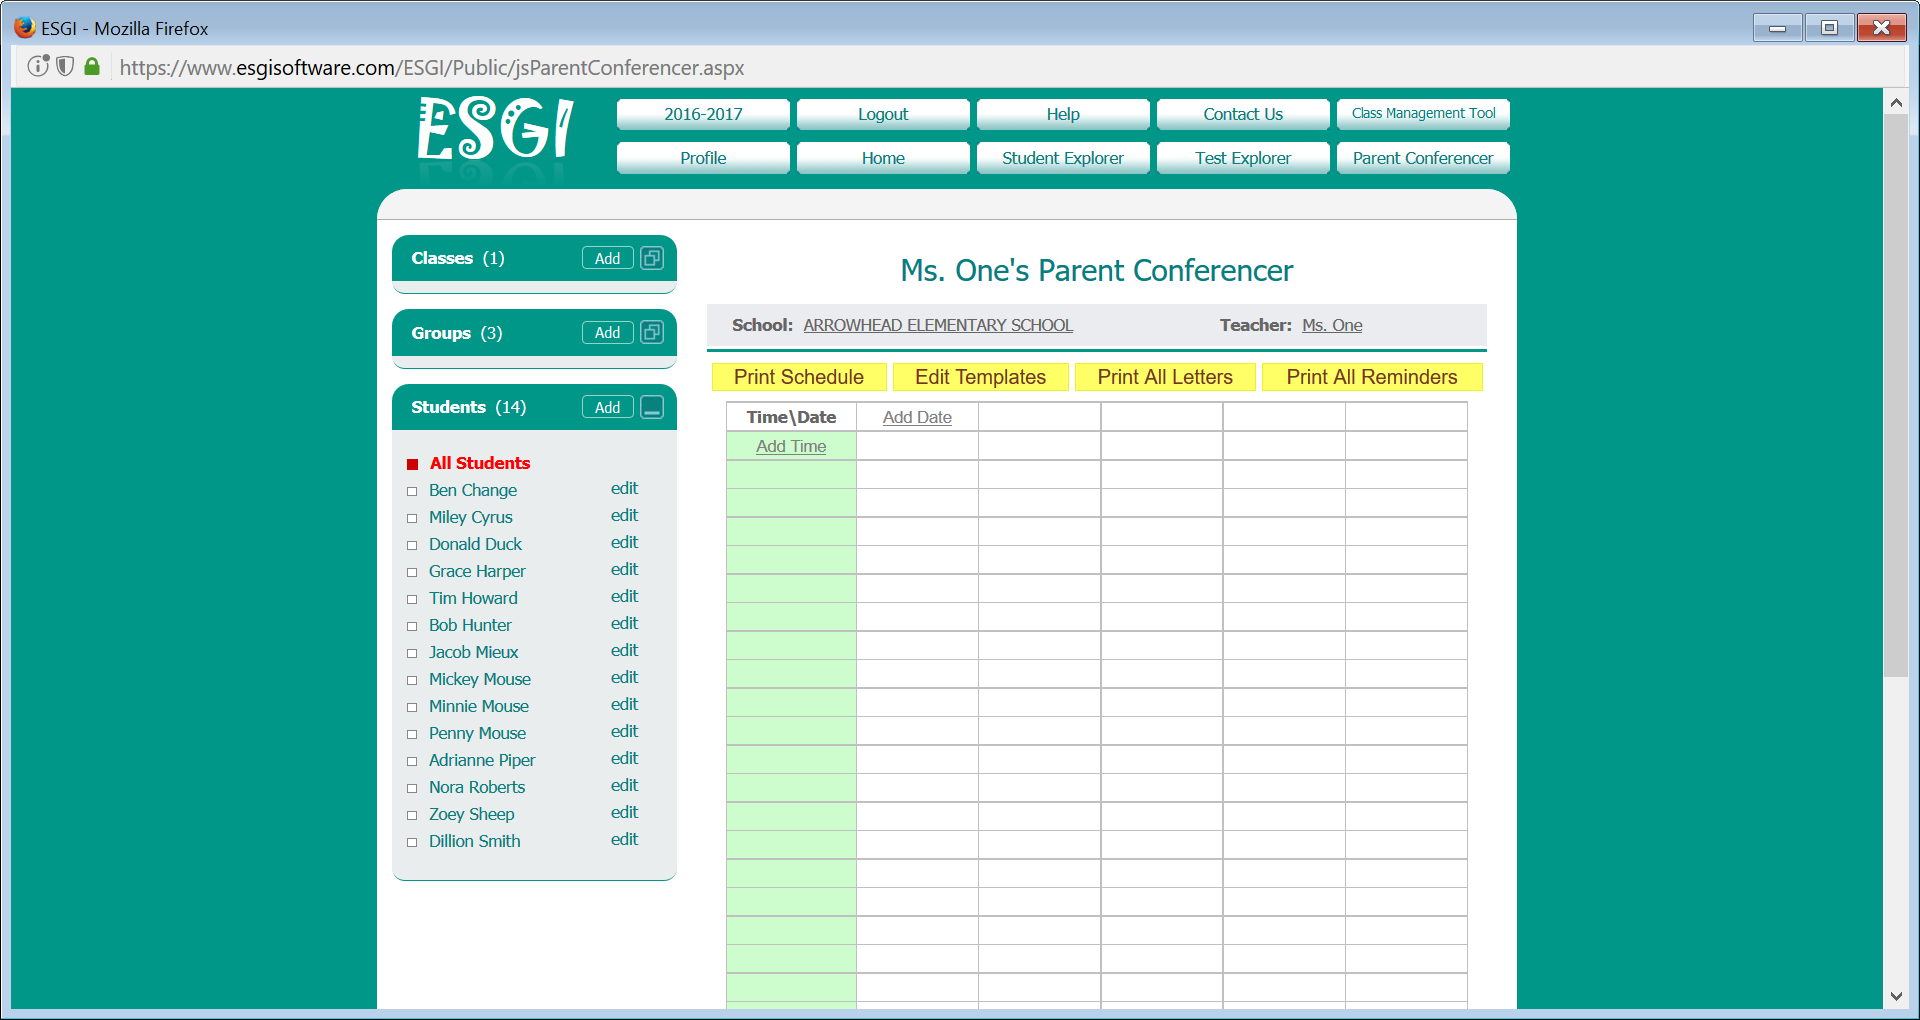 ESGI - Mozilla Firefox
https://www.esgisoftware.com/ESGI/Public/jsParentConferencer.aspx
ESGI
2016-2017 Logout Help Contact Us Class Management Tool
Profile Home Student Explorer Test Explorer Parent Conferencer
Classes (1) Add
Groups (3) Add
Students (14) Add
All Students
Ben Change edit
Miley Cyrus edit
Donald Duck edit
Grace Harper edit
Tim Howard edit
Bob Hunter edit
Jacob Mieux edit
Mickey Mouse edit
Minnie Mouse edit
Penny Mouse edit
Adrianne Piper edit
Nora Roberts edit
Zoey Sheep edit
Dillion Smith edit
Ms. One's Parent Conferencer
School: ARROWHEAD ELEMENTARY SCHOOL Teacher: Ms. One
Print Schedule Edit Templates Print All Letters Print All Reminders
Time\Date Add Date
Add Time